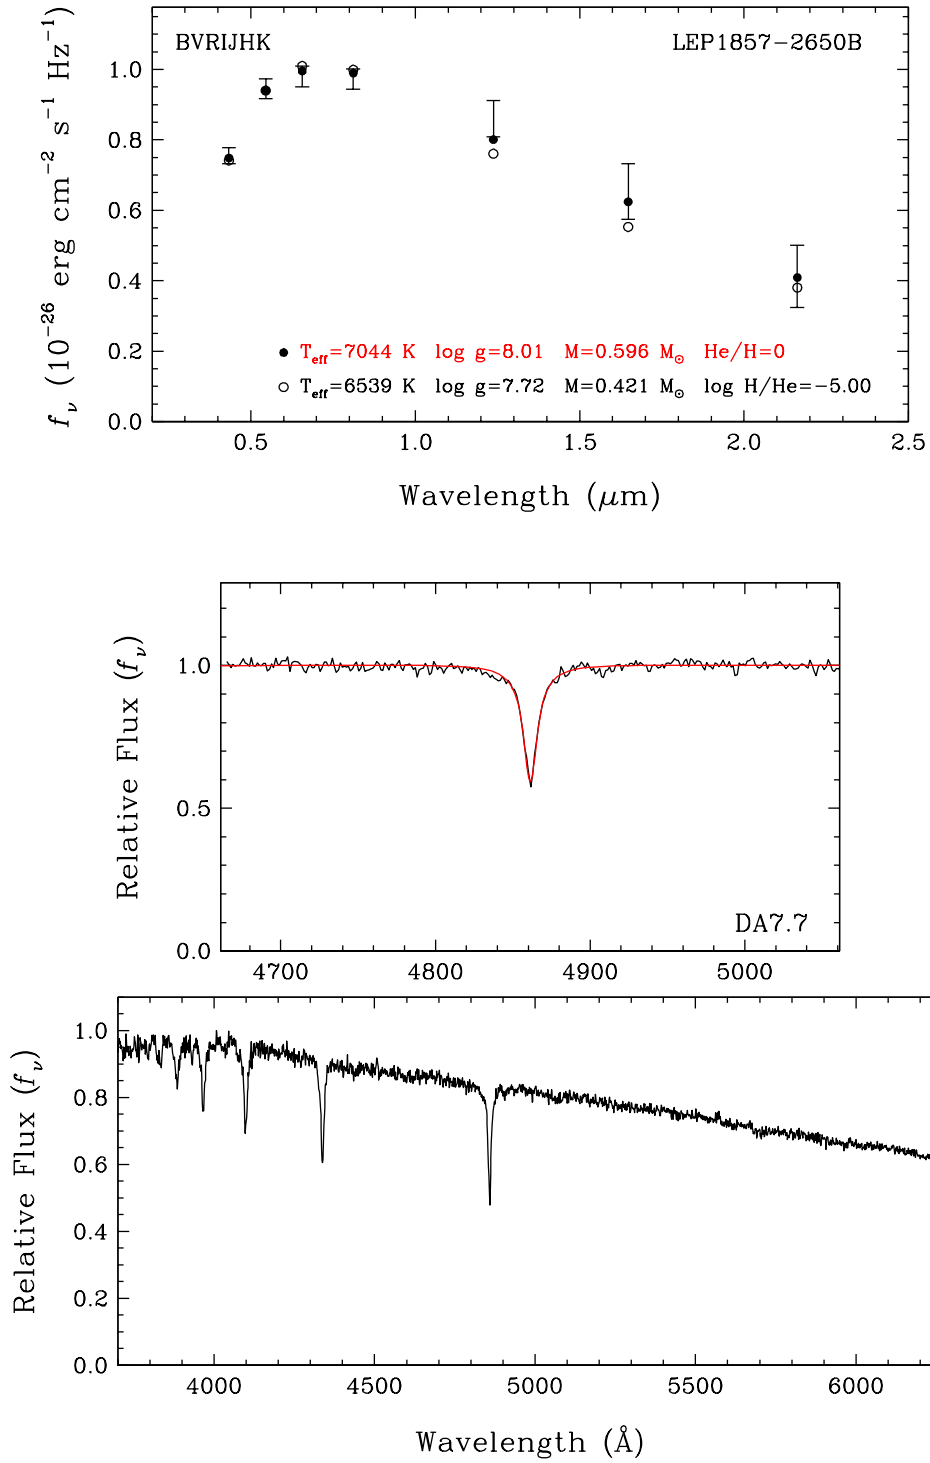 BVRIJHK LEP1857−2650B
f_ν (10^−26 erg cm^−2 s^−1 Hz^−1)
1.0
0.8
0.6
0.4
0.2
0.0
T_eff=7044 K log g=8.01 M=0.596 M_⊙ He/H=0
T_eff=6539 K log g=7.72 M=0.421 M_⊙ log H/He=−5.00
0.5 1.0 1.5 2.0 2.5
Wavelength (μm)
Relative Flux (f_ν)
1.0
0.5
0.0
DA7.7
4700 4800 4900 5000
Relative Flux (f_ν)
1.0
0.8
0.6
0.4
0.2
0.0
4000 4500 5000 5500 6000
Wavelength (Å)